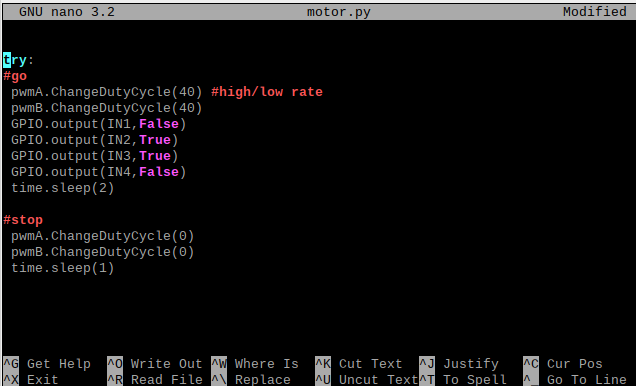 GNU nano 3.2 motor.py Modified
try:
#go
pwmA.ChangeDutyCycle(40) #high/low rate
pwmB.ChangeDutyCycle(40)
GPIO.output(IN1,False)
GPIO.output(IN2,True)
GPIO.output(IN3,True)
GPIO.output(IN4,False)
time.sleep(2)
#stop
pwmA.ChangeDutyCycle(0)
pwmB.ChangeDutyCycle(0)
time.sleep(1)
^G Get Help ^O Write Out ^W Where Is ^K Cut Text ^J Justify ^C Cur Pos
^X Exit ^R Read File ^\ Replace ^U Uncut Text ^T To Spell ^_ Go To Line